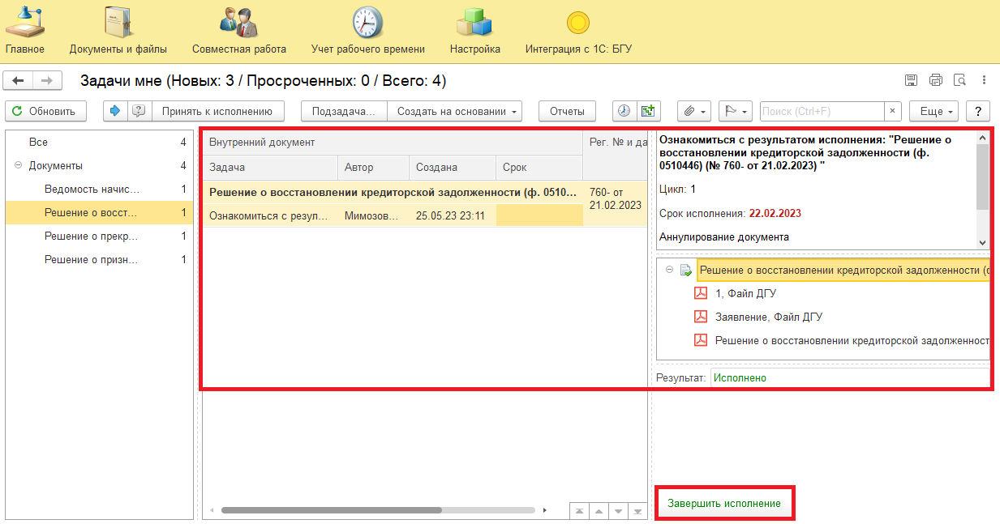 Главное
Документы и файлы
Совместная работа
Учет рабочего времени
Настройка
Интеграция с 1С: БГУ
Задачи мне (Новых: 3 / Просроченных: 0 / Всего: 4)
Обновить
Принять к исполнению
Подзадача...
Создать на основании
Отчеты
Поиск (Ctrl+F)
×
Еще
?
Все 4
Документы 4
Ведомость начис... 1
Решение о восст... 1
Решение о прекр... 1
Решение о призн... 1
Внутренний документ
Рег. № и да
Задача
Автор
Создана
Срок
Решение о восстановлении кредиторской задолженности (ф. 0510...
760- от
21.02.2023
Ознакомиться с резул...
Мимозов...
25.05.23 23:11
Ознакомиться с результатом исполнения: "Решение о
восстановлении кредиторской задолженности (ф.
0510446) (№ 760- от 21.02.2023) "
Цикл: 1
Срок исполнения: 22.02.2023
Аннулирование документа
Решение о восстановлении кредиторской задолженности (ф
1, Файл ДГУ
Заявление, Файл ДГУ
Решение о восстановлении кредиторской задолженност
Результат: Исполнено
Завершить исполнение